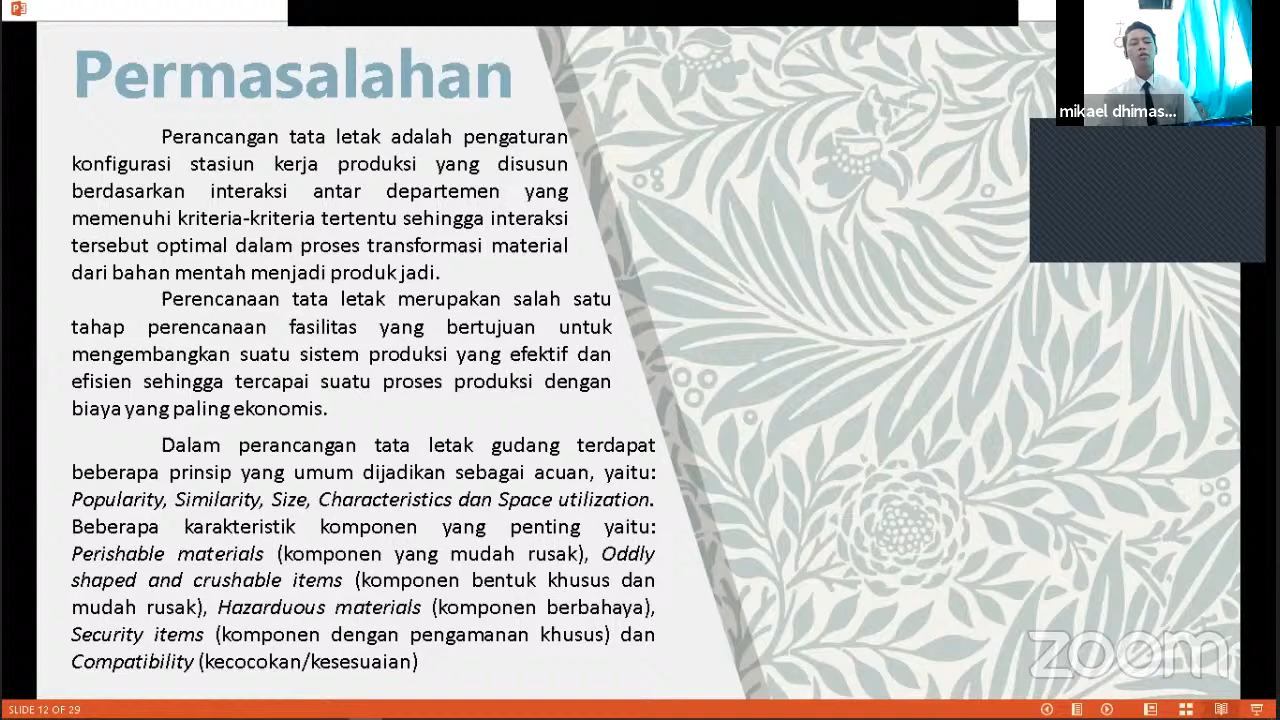 Permasalahan
Perancangan tata letak adalah pengaturan
konfigurasi stasiun kerja produksi yang disusun
berdasarkan interaksi antar departemen yang
memenuhi kriteria-kriteria tertentu sehingga interaksi
tersebut optimal dalam proses transformasi material
dari bahan mentah menjadi produk jadi.
Perencanaan tata letak merupakan salah satu
tahap perencanaan fasilitas yang bertujuan untuk
mengembangkan suatu sistem produksi yang efektif dan
efisien sehingga tercapai suatu proses produksi dengan
biaya yang paling ekonomis.
Dalam perancangan tata letak gudang terdapat
beberapa prinsip yang umum dijadikan sebagai acuan, yaitu:
Popularity, Similarity, Size, Characteristics dan Space utilization.
Beberapa karakteristik komponen yang penting yaitu:
Perishable materials (komponen yang mudah rusak), Oddly
shaped and crushable items (komponen bentuk khusus dan
mudah rusak), Hazarduous materials (komponen berbahaya),
Security items (komponen dengan pengamanan khusus) dan
Compatibility (kecocokan/kesesuaian)
mikael dhimas...
zoom
SLIDE 12 OF 29